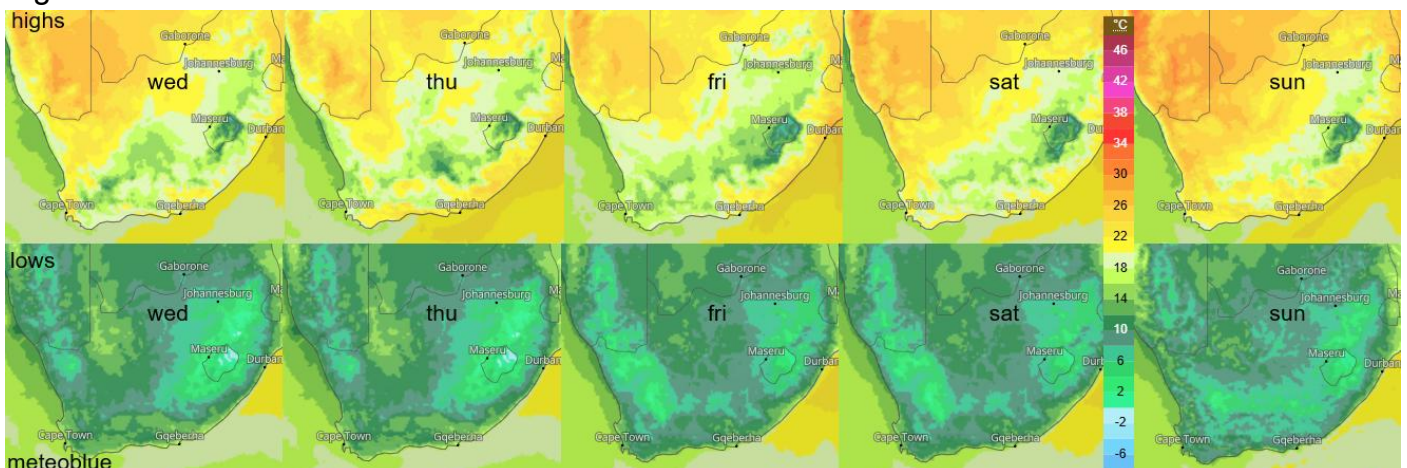 highs
wed
Gaborone
Johannesburg
Maseru
Durban
Cape Town
Gqeberha
thu
Gaborone
Johannesburg
Maseru
Durban
Cape Town
Gqeberha
fri
Gaborone
Johannesburg
Maseru
Durban
Cape Town
Gqeberha
sat
Gaborone
Johannesburg
Maseru
Durban
Cape Town
Gqeberha
°C
46
42
38
34
30
26
22
18
14
10
6
2
-2
-6
sun
Gaborone
Johannesburg
Maseru
Durban
Cape Town
Gqeberha
lows
wed
Gaborone
Johannesburg
Maseru
Durban
Cape Town
Gqeberha
thu
Gaborone
Johannesburg
Maseru
Durban
Cape Town
Gqeberha
fri
Gaborone
Johannesburg
Maseru
Durban
Cape Town
Gqeberha
sat
Gaborone
Johannesburg
Maseru
Durban
Cape Town
Gqeberha
sun
Gaborone
Johannesburg
Maseru
Durban
Cape Town
Gqeberha
meteoblue